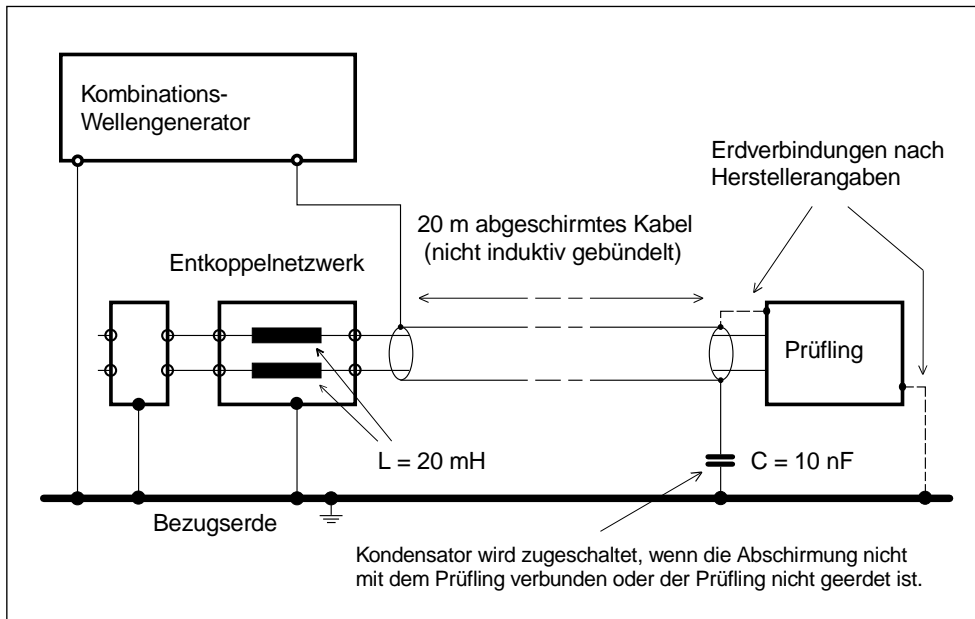 Kombinations-
Wellengenerator
Erdverbindungen nach
Herstellerangaben
20 m abgeschirmtes Kabel
(nicht induktiv gebündelt)
Entkoppelnetzwerk
Prüfling
L = 20 mH
C = 10 nF
Bezugserde
Kondensator wird zugeschaltet, wenn die Abschirmung nicht
mit dem Prüfling verbunden oder der Prüfling nicht geerdet ist.